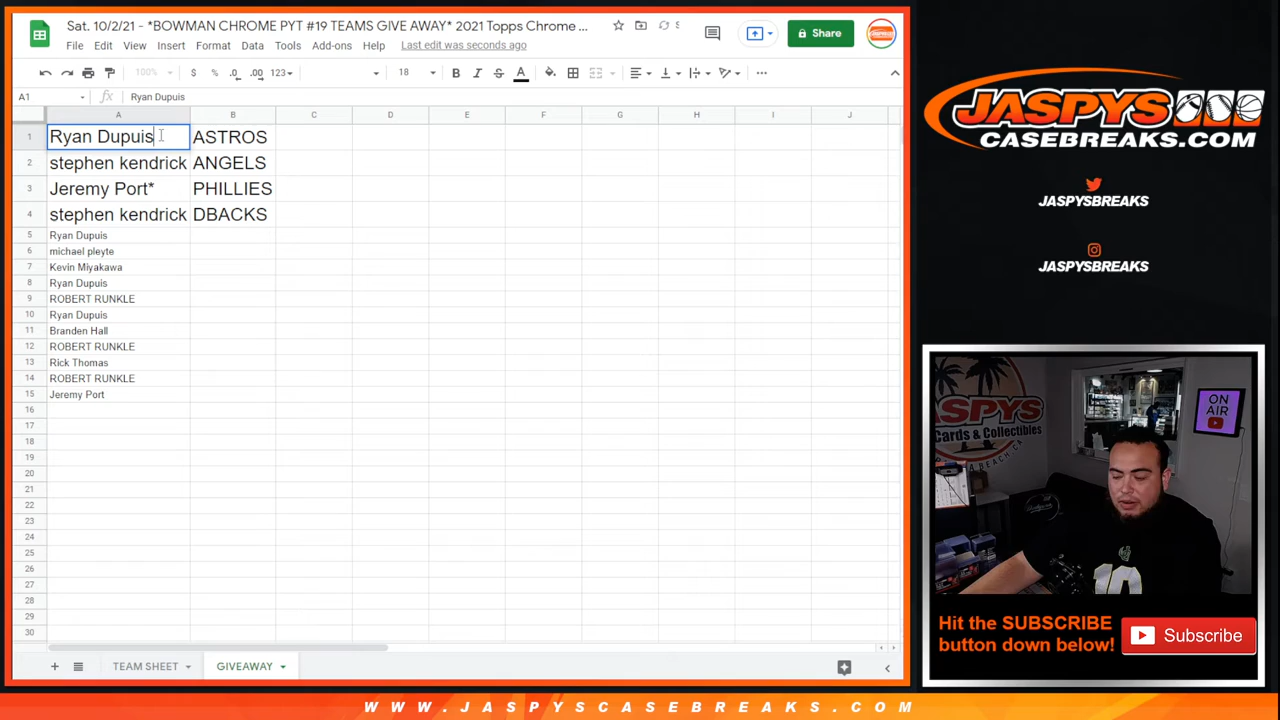 Sat. 10/2/21 - *BOWMAN CHROME PYT #19 TEAMS GIVE AWAY* 2021 Topps Chrome ...
File Edit View Insert Format Data Tools Add-ons Help Last edit was seconds ago
Share
100% $ % .0 .00 123 18 B I S A
A1 fx Ryan Dupuis
A B C D E F G H I J
1 Ryan Dupuis ASTROS
2 stephen kendrick ANGELS
3 Jeremy Port* PHILLIES
4 stephen kendrick DBACKS
5 Ryan Dupuis
6 michael pleyte
7 Kevin Miyakawa
8 Ryan Dupuis
9 ROBERT RUNKLE
10 Ryan Dupuis
11 Branden Hall
12 ROBERT RUNKLE
13 Rick Thomas
14 ROBERT RUNKLE
15 Jeremy Port
16
17
18
19
20
21
22
23
24
25
26
27
28
29
30
TEAM SHEET GIVEAWAY
JASPYS
CASEBREAKS.COM
JASPYSBREAKS
JASPYSBREAKS
ASPYS
Cards & Collectibles
ON
AIR
10
Hit the SUBSCRIBE
button down below!
Subscribe
WWW.JASPYSCASEBREAKS.COM